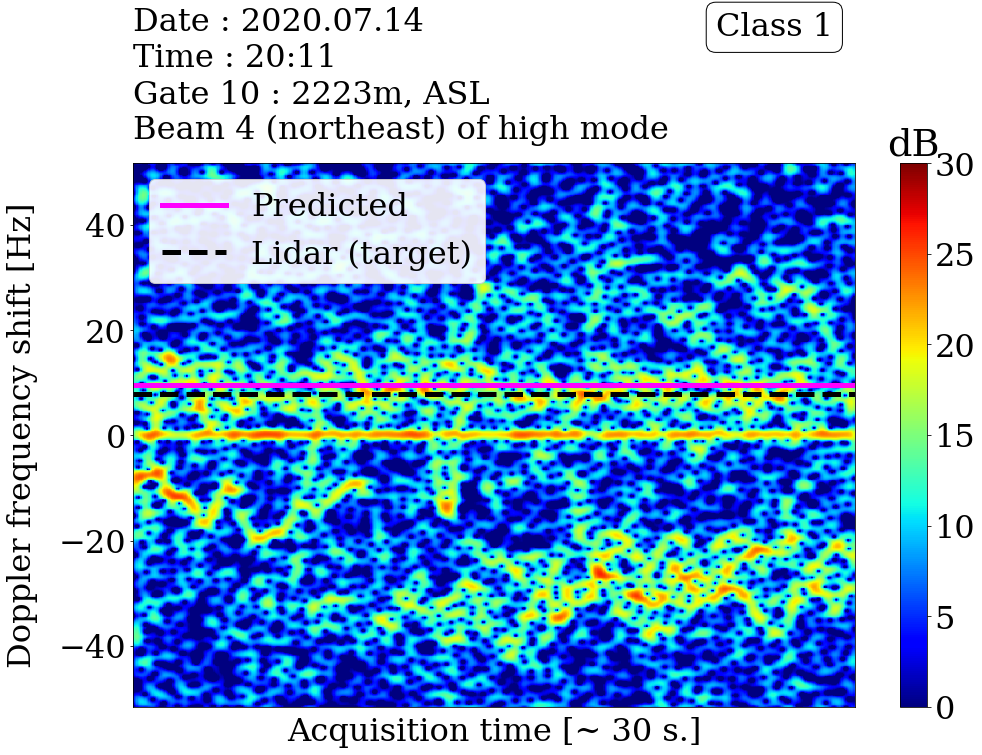 Date : 2020.07.14
Time : 20:11
Gate 10 : 2223m, ASL
Beam 4 (northeast) of high mode
Class 1
dB
Predicted
Lidar (target)
Doppler frequency shift [Hz]
40
20
0
−20
−40
Acquisition time [~ 30 s.]
30
25
20
15
10
5
0